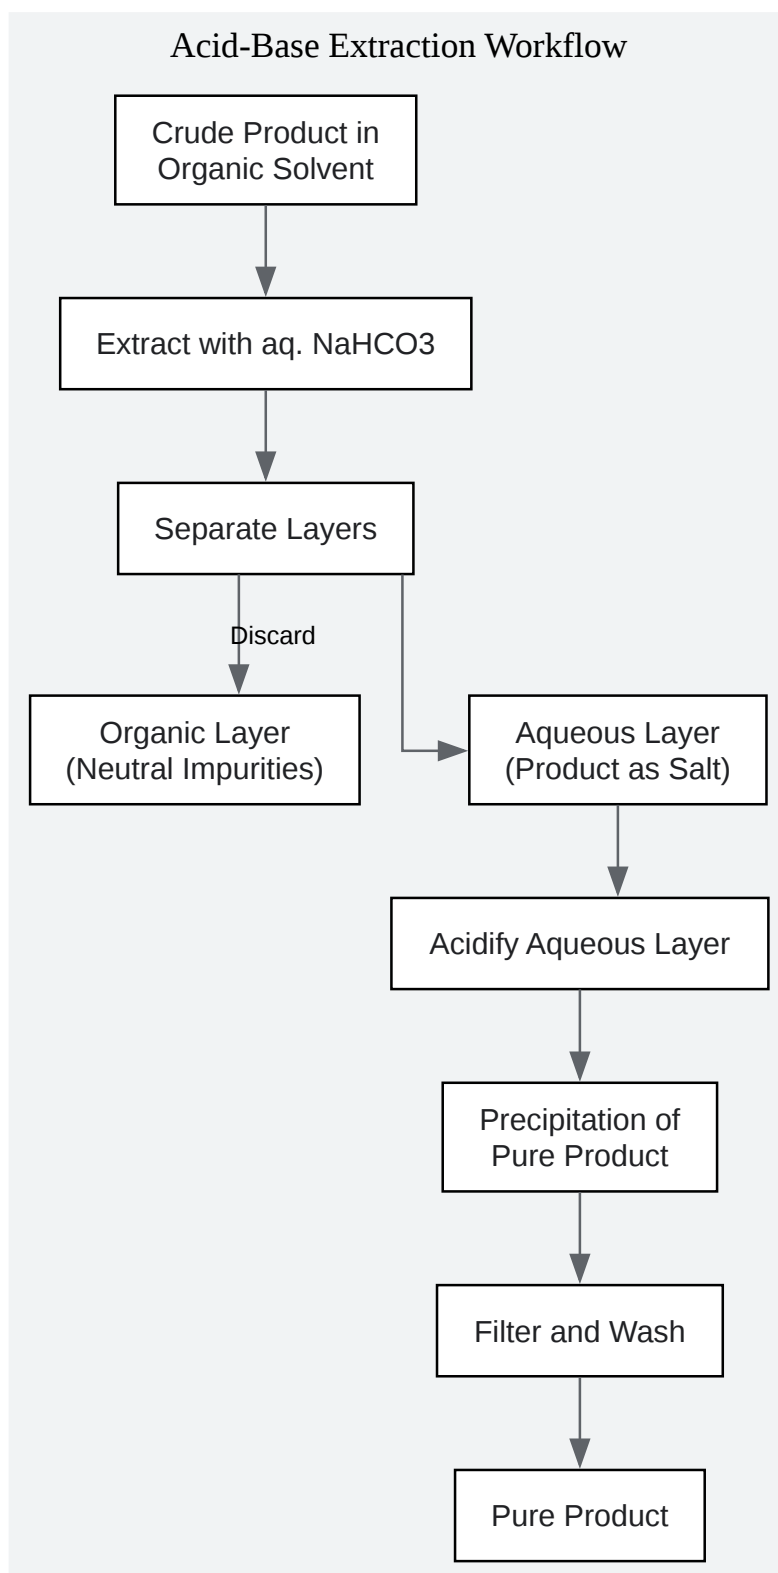 Acid-Base Extraction Workflow
Crude Product in
Organic Solvent
Extract with aq. NaHCO3
Separate Layers
Discard
Organic Layer
(Neutral Impurities)
Aqueous Layer
(Product as Salt)
Acidify Aqueous Layer
Precipitation of
Pure Product
Filter and Wash
Pure Product